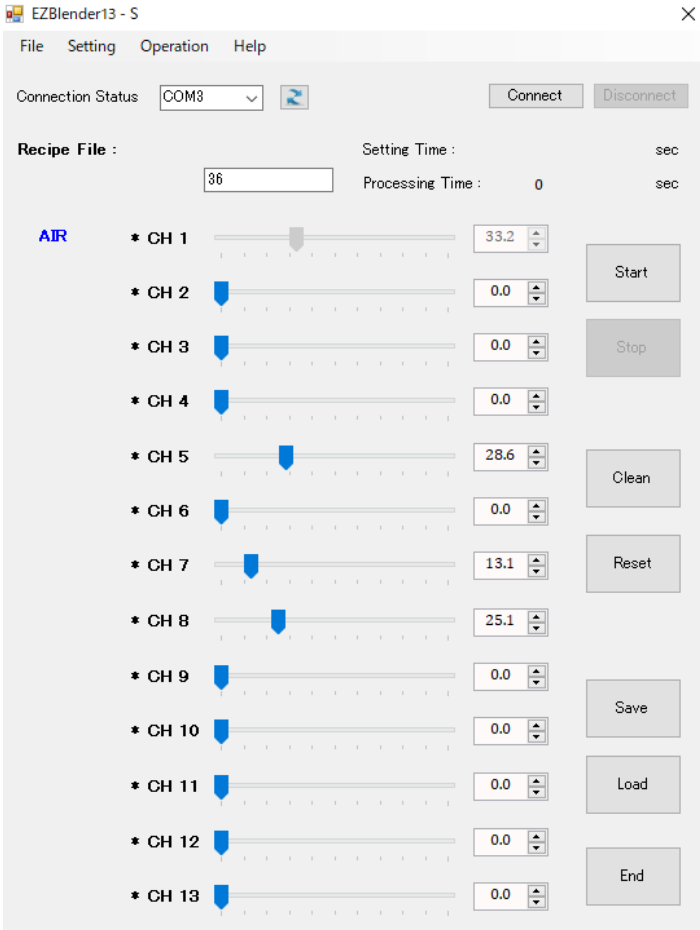 EZBlender13 - S
File Setting Operation Help
Connection Status COM3 Connect Disconnect
Recipe File : Setting Time : sec
36 Processing Time : 0 sec
AIR * CH 1 33.2
Start
* CH 2 0.0
* CH 3 0.0
Stop
* CH 4 0.0
* CH 5 28.6
Clean
* CH 6 0.0
* CH 7 13.1
Reset
* CH 8 25.1
* CH 9 0.0
Save
* CH 10 0.0
* CH 11 0.0
Load
* CH 12 0.0
End
* CH 13 0.0